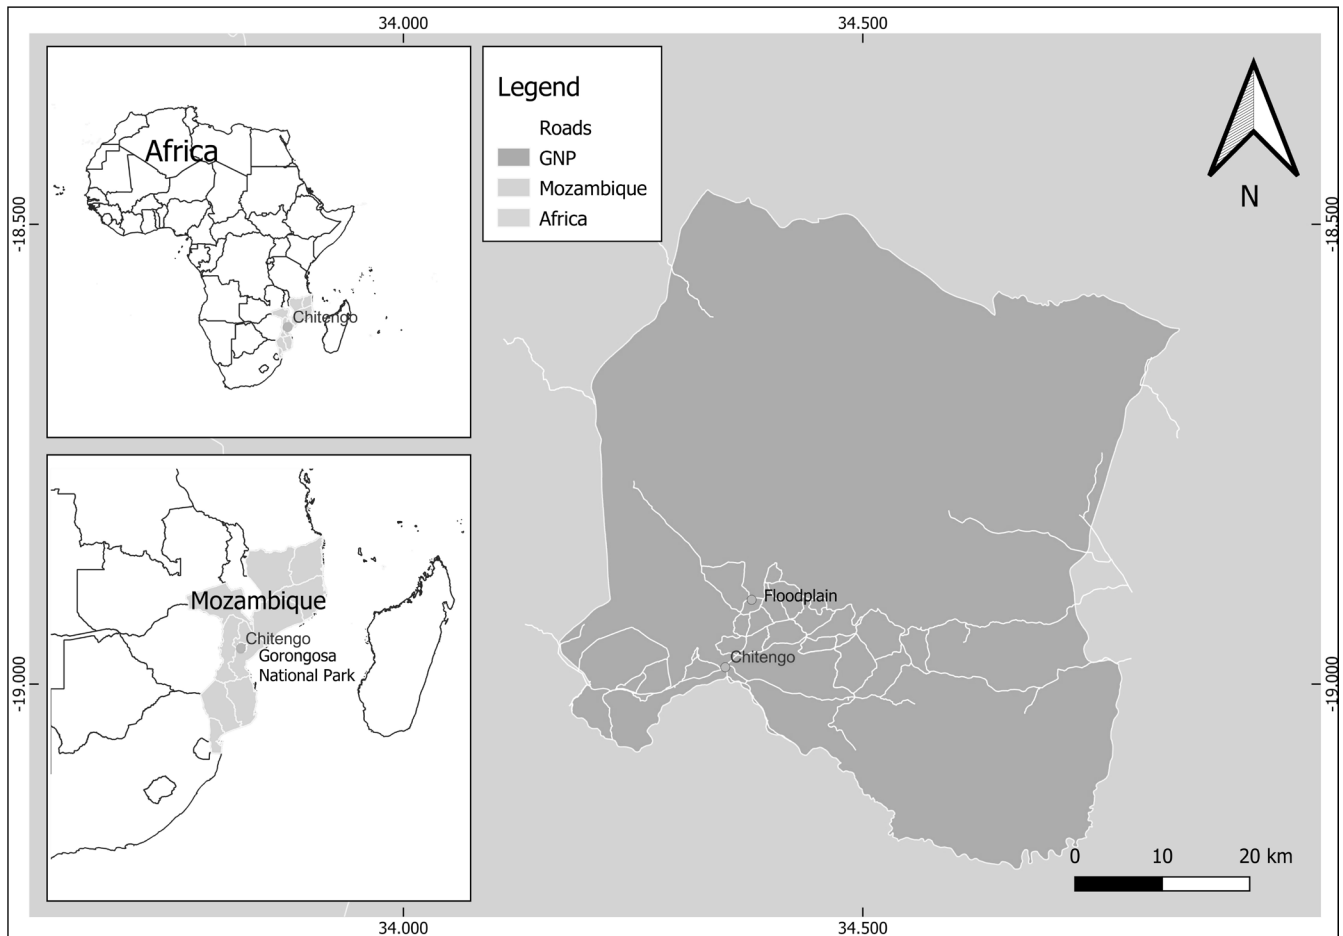 34.000
34.500
-18.500
-18.500
Africa
Chitengo
Legend
Roads
GNP
Mozambique
Africa
N
Mozambique
Chitengo
Gorongosa
National Park
Floodplain
Chitengo
-19.000
-19.000
0 10 20 km
34.000
34.500